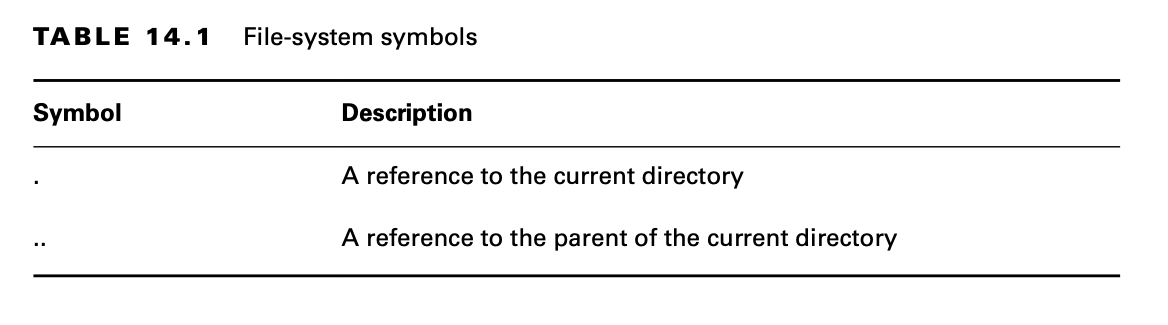 TABLE 14.1 File-system symbols
Symbol Description
. A reference to the current directory
.. A reference to the parent of the current directory